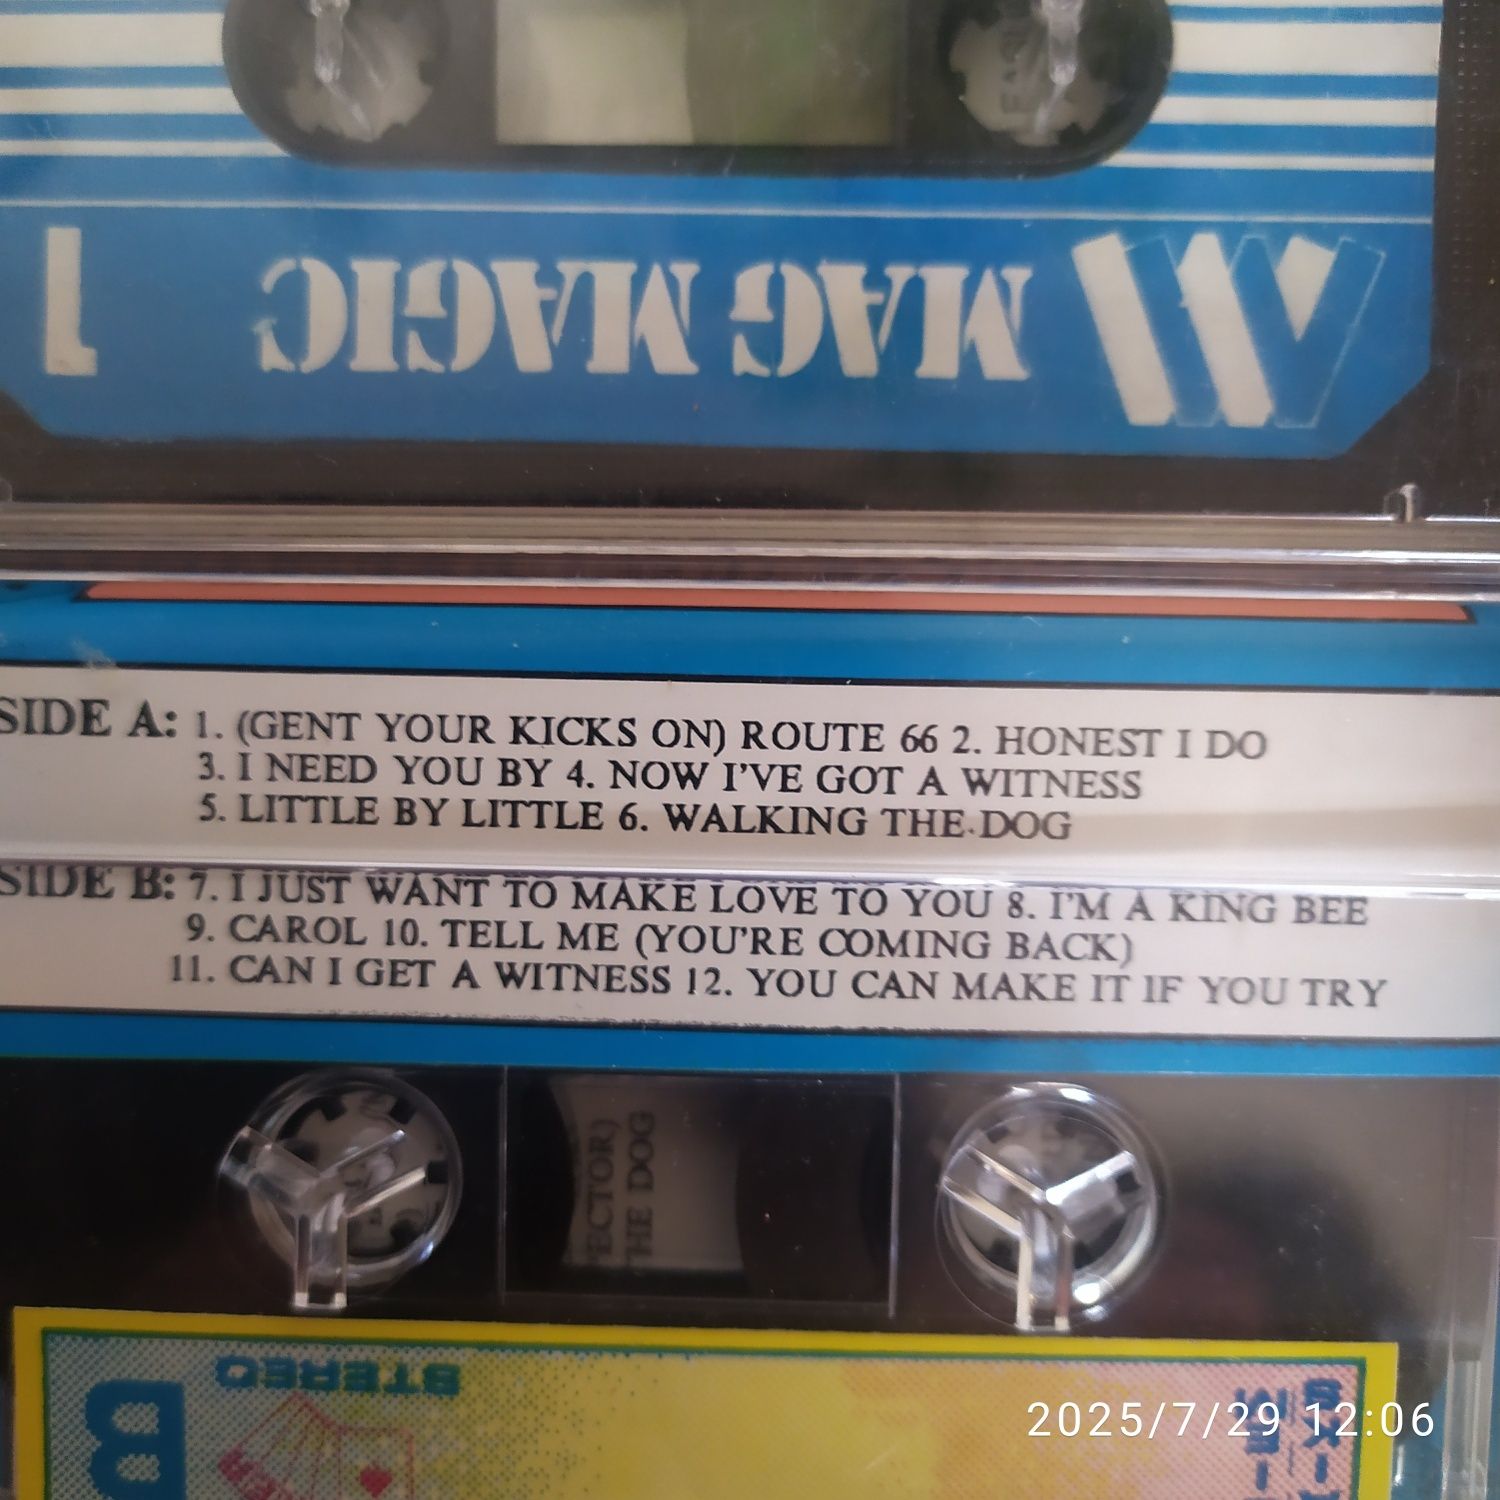 1 MAG MAGIC
SIDE A: 1. (GENT YOUR KICKS ON) ROUTE 66 2. HONEST I DO
3. I NEED YOU BY 4. NOW I'VE GOT A WITNESS
5. LITTLE BY LITTLE 6. WALKING THE DOG
SIDE B: 7. I JUST WANT TO MAKE LOVE TO YOU 8. I'M A KING BEE
9. CAROL 10. TELL ME (YOU'RE COMING BACK)
11. CAN I GET A WITNESS 12. YOU CAN MAKE IT IF YOU TRY
ECTOR)
THE DOG
STEREO
B
2025/7/29 12:06